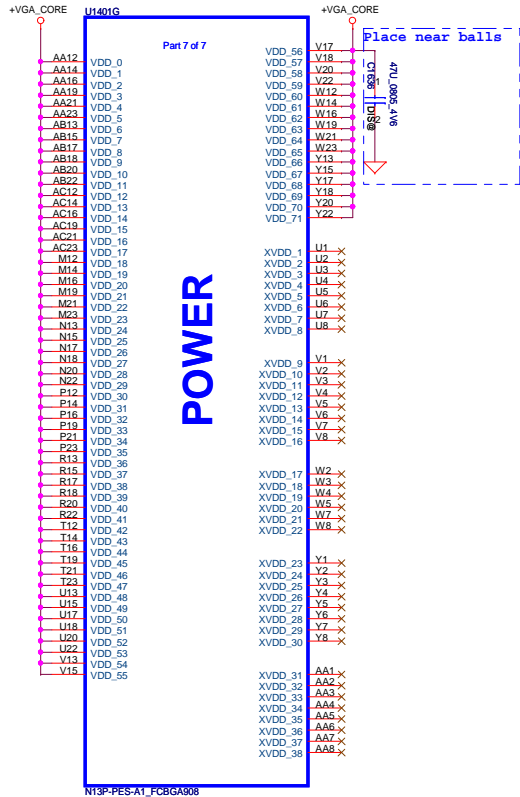 +VGA_CORE
U1401G
+VGA_CORE
Part 7 of 7
Place near balls
AA12 VDD_0
AA14 VDD_1
AA16 VDD_2
AA19 VDD_3
AA21 VDD_4
AA23 VDD_5
AB13 VDD_6
AB15 VDD_7
AB17 VDD_8
AB18 VDD_9
AB20 VDD_10
AB22 VDD_11
AC12 VDD_12
AC14 VDD_13
AC16 VDD_14
AC19 VDD_15
AC21 VDD_16
AC23 VDD_17
M12 VDD_18
M14 VDD_19
M16 VDD_20
M19 VDD_21
M21 VDD_22
M23 VDD_23
N13 VDD_24
N15 VDD_25
N17 VDD_26
N18 VDD_27
N20 VDD_28
N22 VDD_29
P12 VDD_30
P14 VDD_31
P16 VDD_32
P19 VDD_33
P21 VDD_34
P23 VDD_35
R13 VDD_36
R15 VDD_37
R17 VDD_38
R18 VDD_39
R20 VDD_40
R22 VDD_41
T12 VDD_42
T14 VDD_43
T16 VDD_44
T19 VDD_45
T21 VDD_46
T23 VDD_47
U13 VDD_48
U15 VDD_49
U17 VDD_50
U18 VDD_51
U20 VDD_52
U22 VDD_53
V13 VDD_54
V15 VDD_55
POWER
VDD_56 V17
VDD_57 V18
VDD_58 V20
VDD_59 V22
VDD_60 W12
VDD_61 W14
VDD_62 W16
VDD_63 W19
VDD_64 W21
VDD_65 W23
VDD_66 Y13
VDD_67 Y15
VDD_68 Y17
VDD_69 Y18
VDD_70 Y20
VDD_71 Y22
XVDD_1 U1
XVDD_2 U2
XVDD_3 U3
XVDD_4 U4
XVDD_5 U5
XVDD_6 U6
XVDD_7 U7
XVDD_8 U8
XVDD_9 V1
XVDD_10 V2
XVDD_11 V3
XVDD_12 V4
XVDD_13 V5
XVDD_14 V6
XVDD_15 V7
XVDD_16 V8
XVDD_17 W2
XVDD_18 W3
XVDD_19 W4
XVDD_20 W5
XVDD_21 W7
XVDD_22 W8
XVDD_23 Y1
XVDD_24 Y2
XVDD_25 Y3
XVDD_26 Y4
XVDD_27 Y5
XVDD_28 Y6
XVDD_29 Y7
XVDD_30 Y8
XVDD_31 AA1
XVDD_32 AA2
XVDD_33 AA3
XVDD_34 AA4
XVDD_35 AA5
XVDD_36 AA6
XVDD_37 AA7
XVDD_38 AA8
C1636
47U_0805_4V6
DIS@
1
2
N13P-PES-A1_FCBGA908